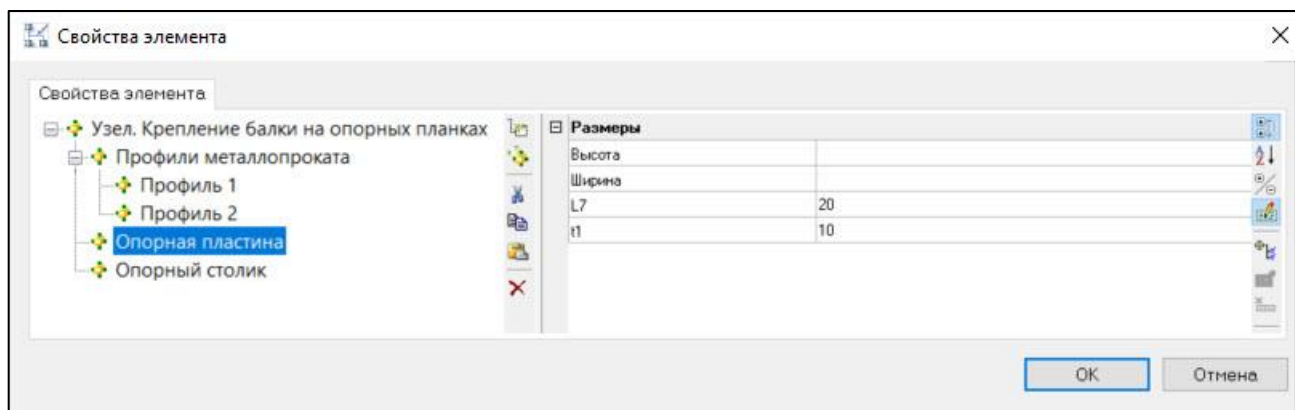 Свойства элемента
Свойства элемента
Узел. Крепление балки на опорных планках
Профили металлопроката
Профиль 1
Профиль 2
Опорная пластина
Опорный столик
Размеры
Высота
Ширина
L7 20
t1 10
OK Отмена